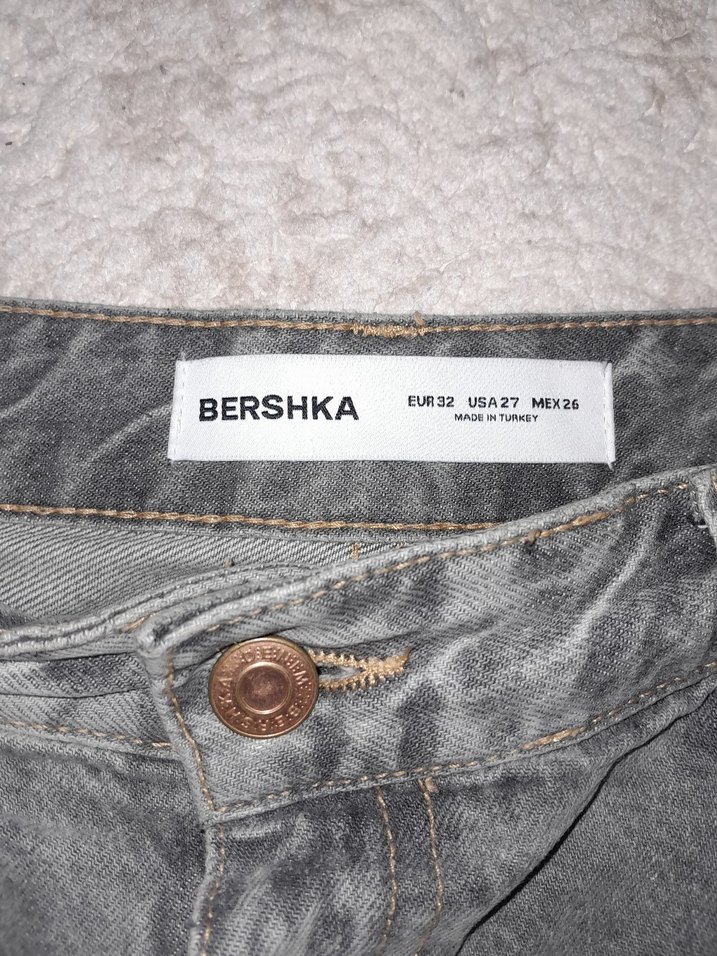 BERSHKA
EUR 32 USA 27 MEX 26
MADE IN TURKEY